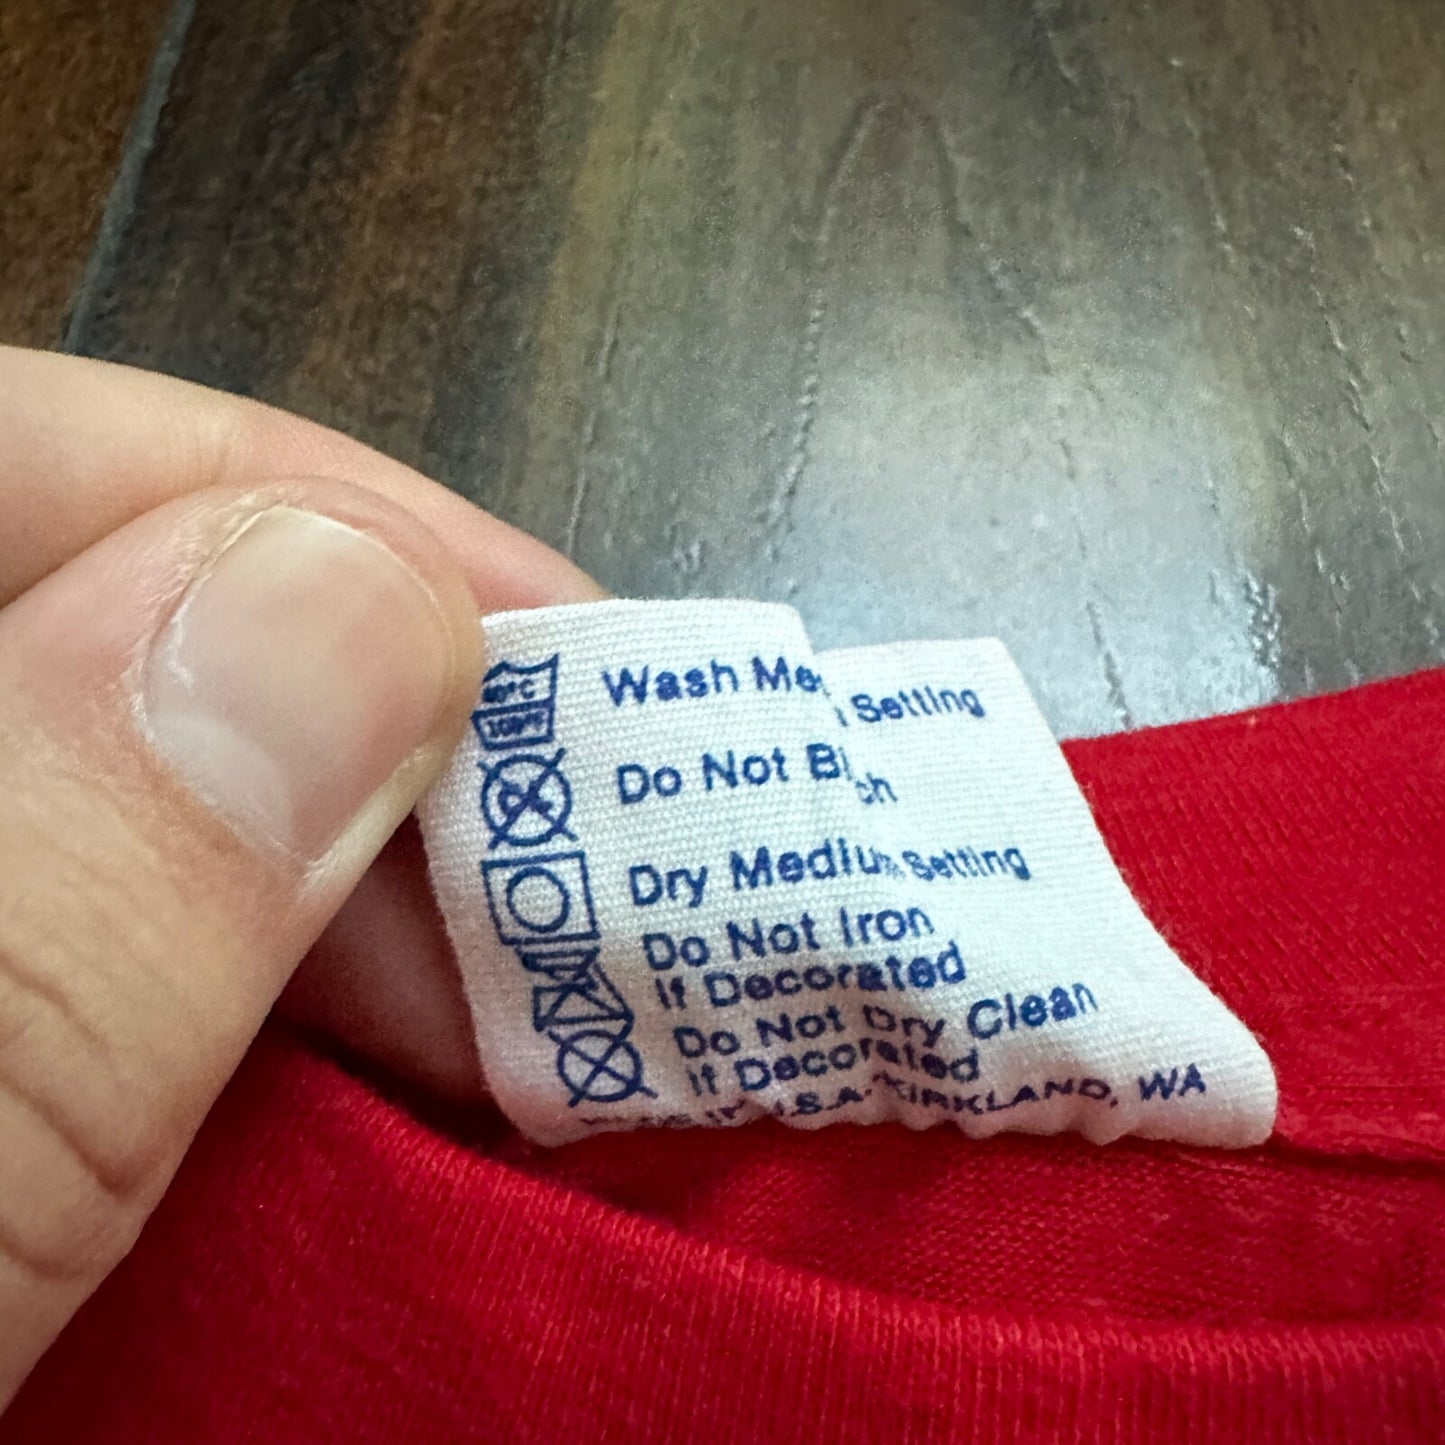 Wash Me Setting
Do Not Bl ch
Dry Medium Setting
Do Not Iron
If Decorated
Do Not Dry Clean
If Decorated
U.S.A. KIRKLAND, WA